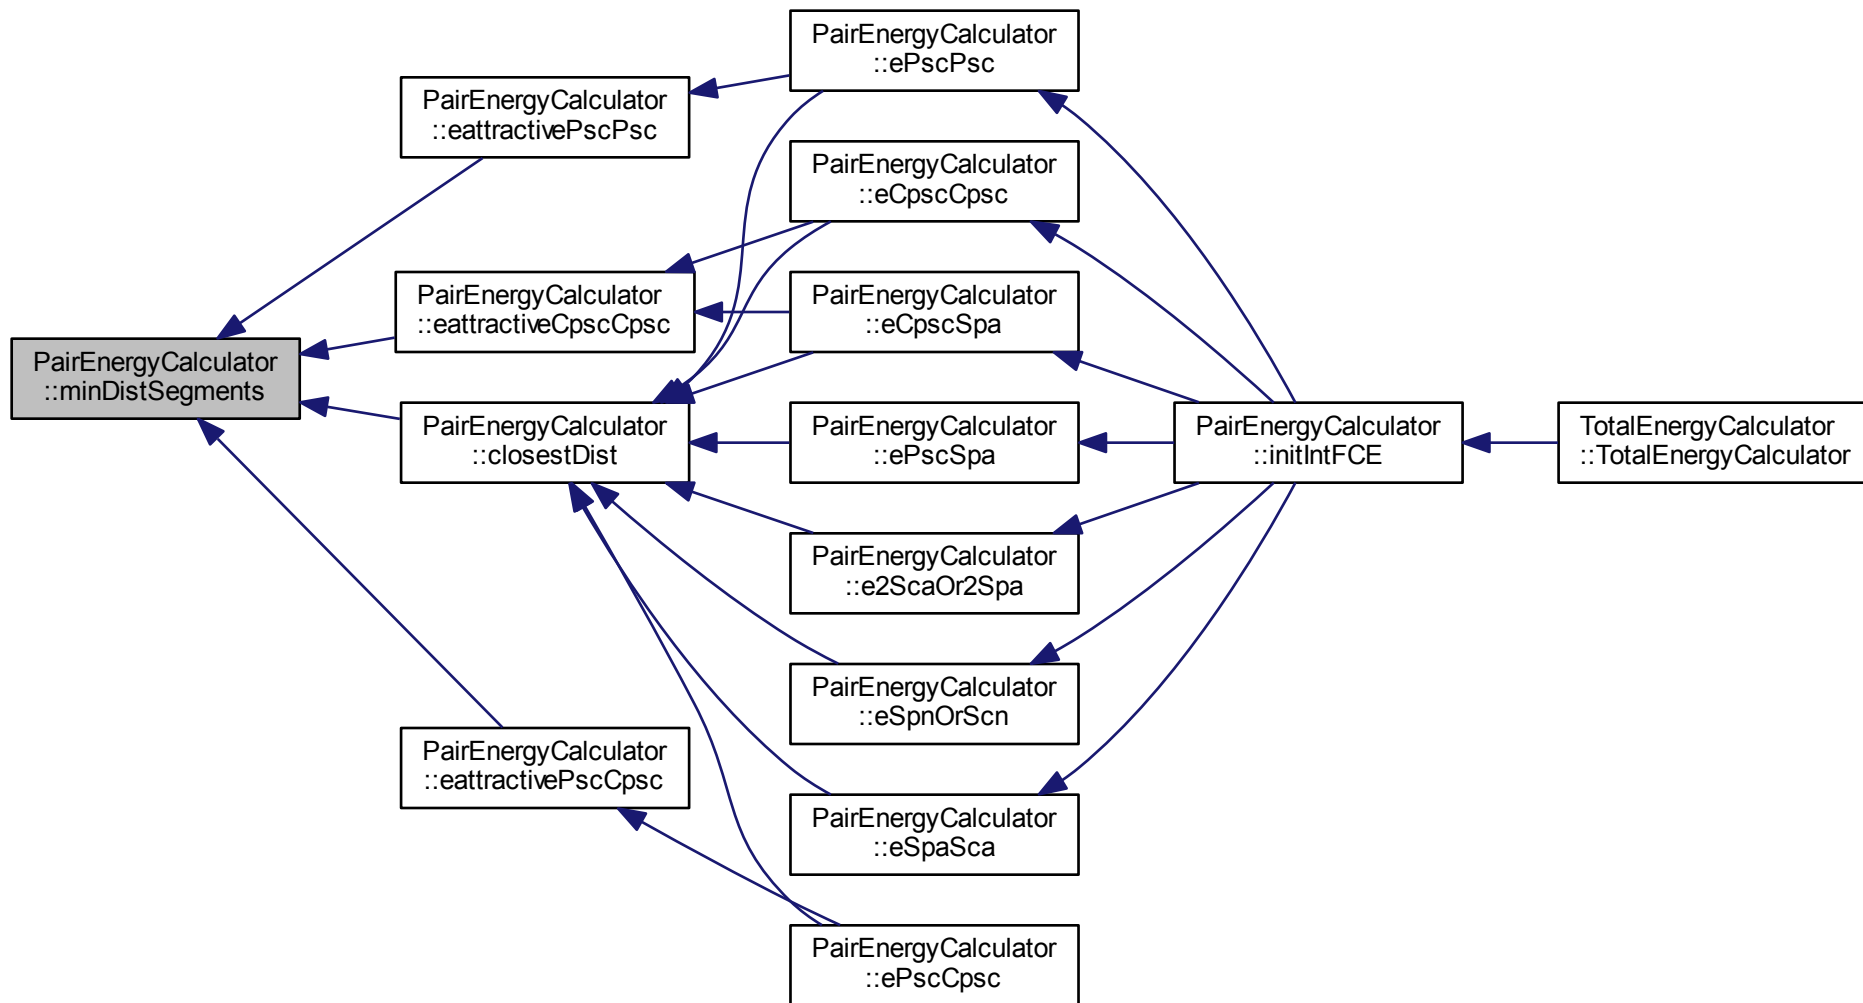 PairEnergyCalculator
::minDistSegments
PairEnergyCalculator
::eattractivePscPsc
PairEnergyCalculator
::eattractiveCpscCpsc
PairEnergyCalculator
::closestDist
PairEnergyCalculator
::eattractivePscCpsc
PairEnergyCalculator
::ePscPsc
PairEnergyCalculator
::eCpscCpsc
PairEnergyCalculator
::eCpscSpa
PairEnergyCalculator
::ePscSpa
PairEnergyCalculator
::e2ScaOr2Spa
PairEnergyCalculator
::eSpnOrScn
PairEnergyCalculator
::eSpaSca
PairEnergyCalculator
::ePscCpsc
PairEnergyCalculator
::initIntFCE
TotalEnergyCalculator
::TotalEnergyCalculator